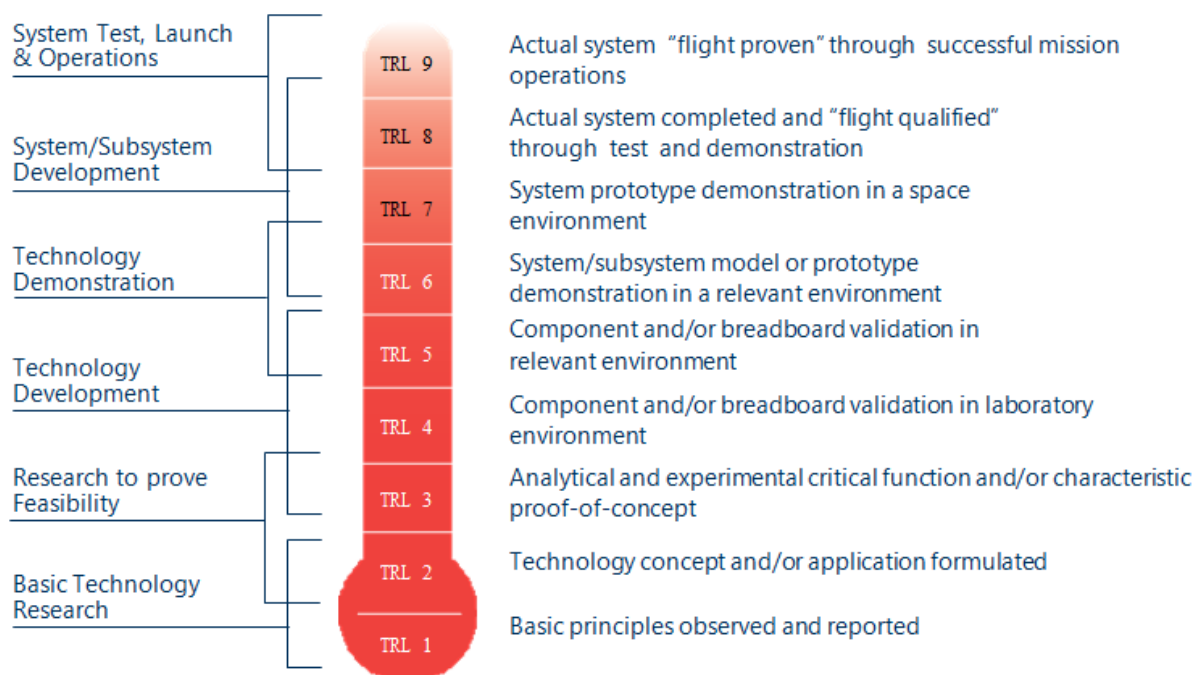 System Test, Launch
& Operations
System/Subsystem
Development
Technology
Demonstration
Technology
Development
Research to prove
Feasibility
Basic Technology
Research
TRL 9
TRL 8
TRL 7
TRL 6
TRL 5
TRL 4
TRL 3
TRL 2
TRL 1
Actual system “flight proven” through successful mission
operations
Actual system completed and “flight qualified”
through test and demonstration
System prototype demonstration in a space
environment
System/subsystem model or prototype
demonstration in a relevant environment
Component and/or breadboard validation in
relevant environment
Component and/or breadboard validation in laboratory
environment
Analytical and experimental critical function and/or characteristic
proof-of-concept
Technology concept and/or application formulated
Basic principles observed and reported